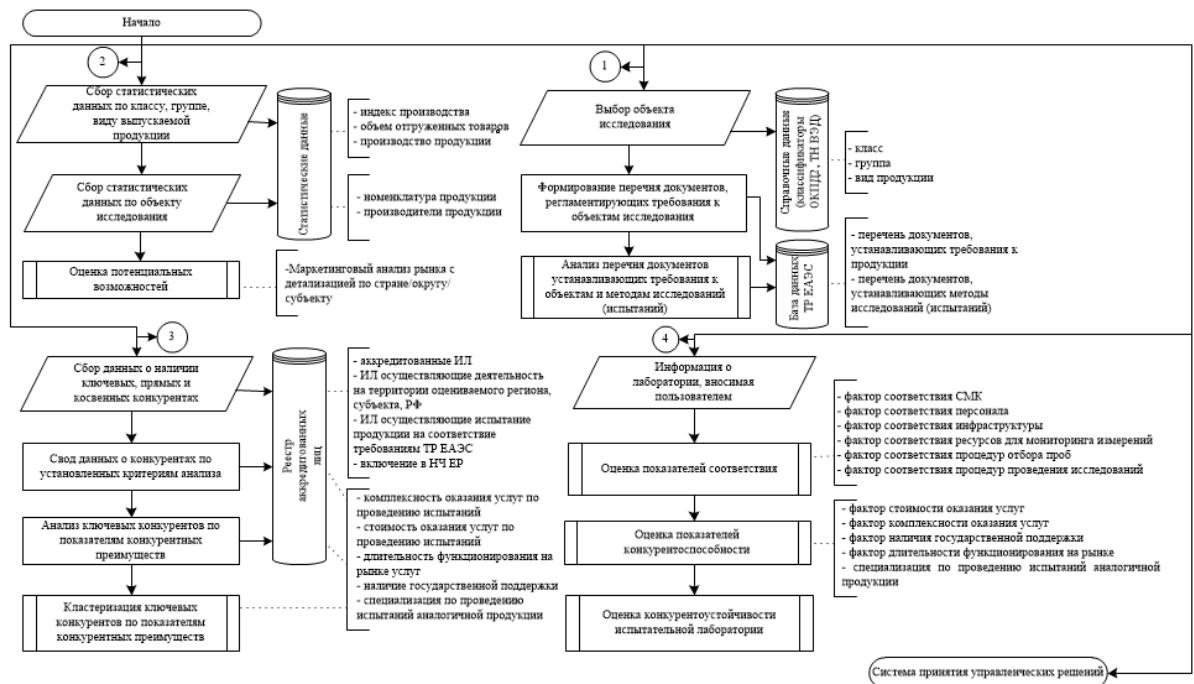 Начало
2
Сбор статистических
данных по классу, группе,
виду выпускаемой
продукции
Статистические данные
- индекс производства
- объем отгруженных товаров
- производство продукции
Сбор статистических
данных по объекту
исследования
- номенклатура продукции
- производители продукции
Оценка потенциальных
возможностей
-Маркетинговый анализ рынка с
детализацией по стране/округу/
субъекту
1
Выбор объекта
исследования
Справочные данные
(классификаторы
ОКПД2, ТН ВЭД)
- класс
- группа
- вид продукции
Формирование перечня документов,
регламентирующих требования к
объектам исследования
Анализ перечня документов
устанавливающих требования к
объектам и методам исследований
(испытаний)
База данных
ТР ЕАЭС
- перечень документов,
устанавливающих требования к
продукции
- перечень документов,
устанавливающих методы
исследований (испытаний)
3
Сбор данных о наличии
ключевых, прямых и
косвенных конкурентах
Свод данных о конкурентах по
установленных критериям анализа
Анализ ключевых конкурентов по
показателям конкурентных
преимуществ
Кластеризация ключевых
конкурентов по показателям
конкурентных преимуществ
Реестр
аккредитованных
лиц
- аккредитованные ИЛ
- ИЛ осуществляющие деятельность
на территории оцениваемого региона,
субъекта, РФ
- ИЛ осуществляющие испытание
продукции на соответствие
требованиям ТР ЕАЭС
- включение в НЧ ЕР
- комплексность оказания услуг по
проведению испытаний
- стоимость оказания услуг по
проведению испытаний
- длительность функционирования на
рынке услуг
- наличие государственной поддержки
- специализация по проведению
испытаний аналогичной продукции
4
Информация о
лаборатории, вносимая
пользователем
Оценка показателей соответствия
- фактор соответствия СМК
- фактор соответствия персонала
- фактор соответствия инфраструктуры
- фактор соответствия ресурсов для мониторинга измерений
- фактор соответствия процедур отбора проб
- фактор соответствия процедур проведения исследований
Оценка показателей
конкурентоспособности
- фактор стоимости оказания услуг
- фактор комплексности оказания услуг
- фактор наличия государственной поддержки
- фактор длительности функционирования на рынке
- специализация по проведению испытаний аналогичной
продукции
Оценка конкурентоустойчивости
испытательной лаборатории
Система принятия управленческих решений